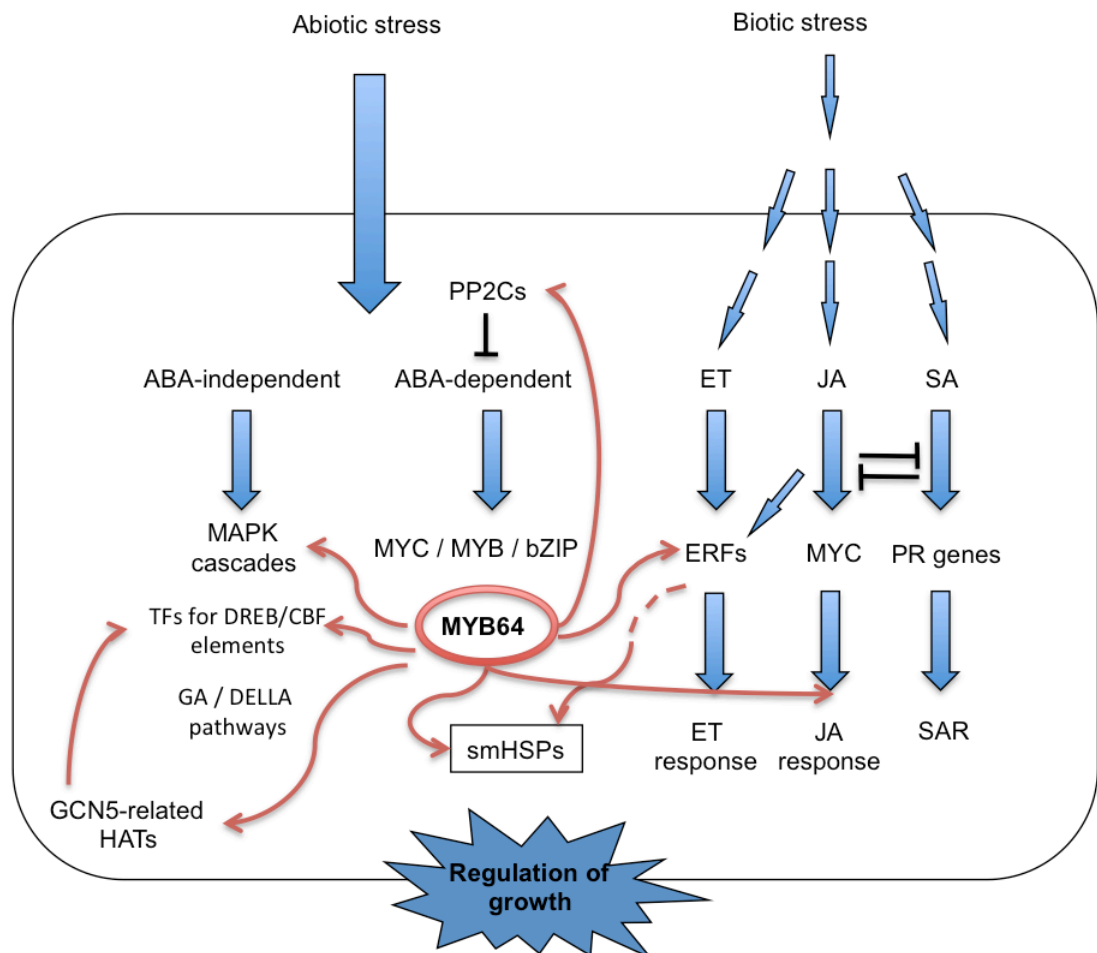 Abiotic stress
Biotic stress
PP2Cs
ABA-independent
ABA-dependent
ET
JA
SA
MAPK
cascades
MYC / MYB / bZIP
ERFs
MYC
PR genes
TFs for DREB/CBF
elements
MYB64
GA / DELLA
pathways
smHSPs
ET
response
JA
response
SAR
GCN5-related
HATs
Regulation of
growth